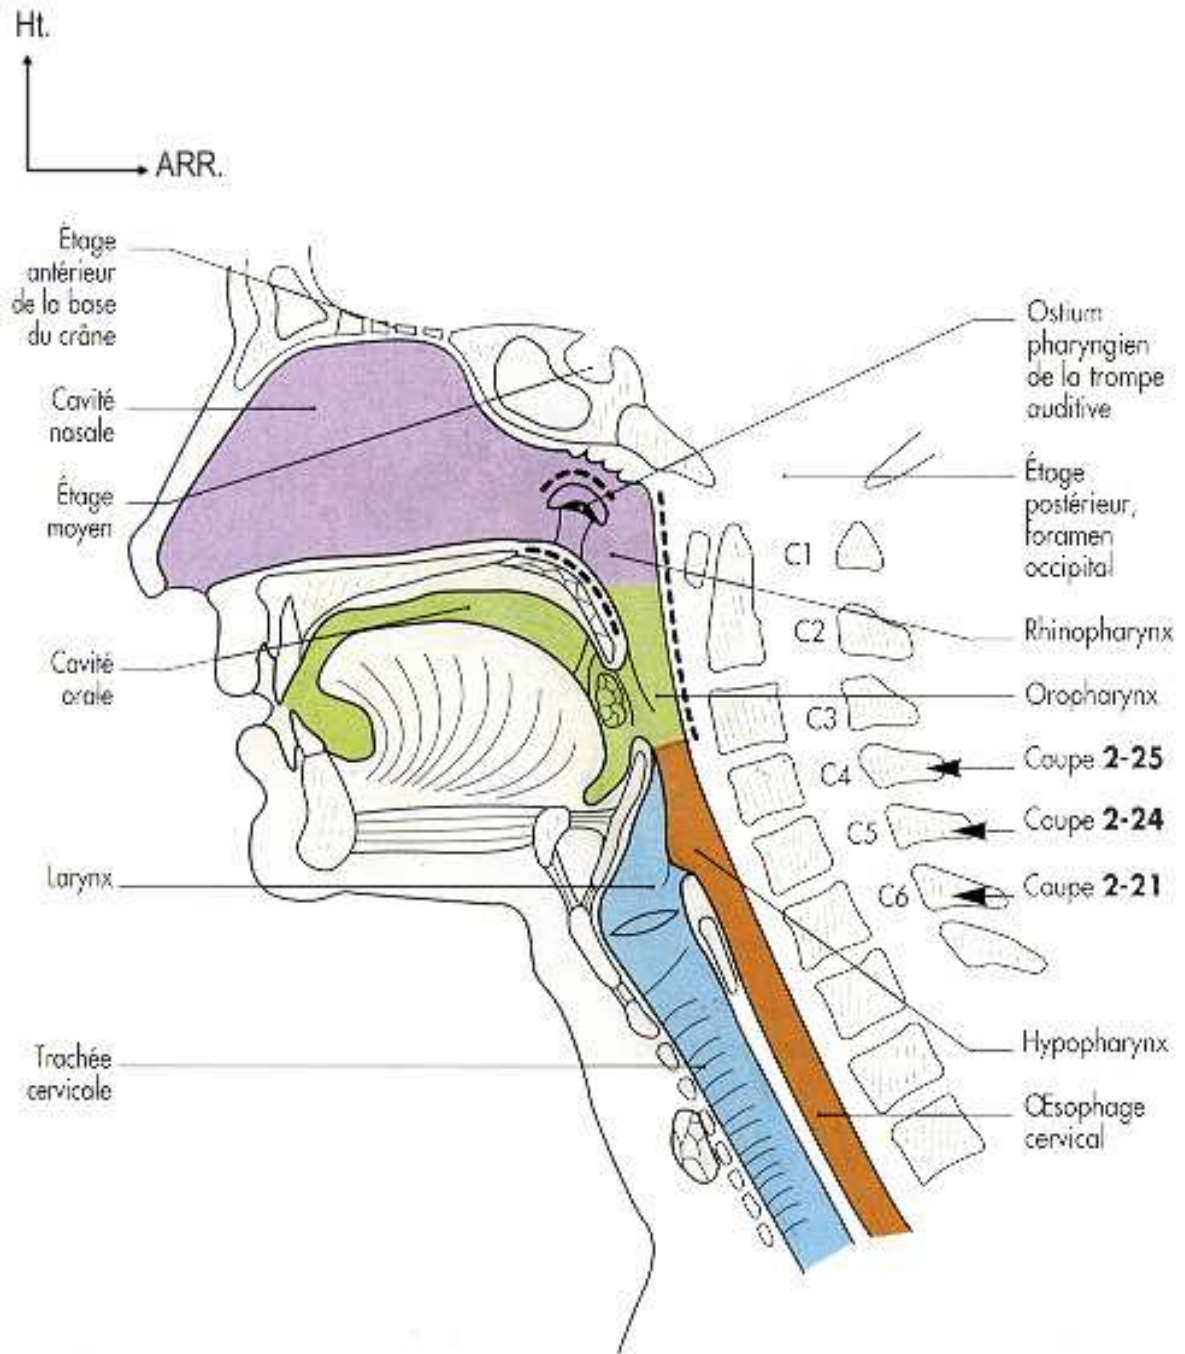 Ht.
ARR.
Étage
antérieur
de la base
du crâne
Cavité
nasale
Étage
moyen
Cavité
orale
Larynx
Trachée
cervicale
C1
C2
C3
C4
C5
C6
Ostium
pharyngien
de la trompe
auditive
Étage
postérieur,
foramen
occipital
Rhinopharynx
Oropharynx
Coupe 2-25
Coupe 2-24
Coupe 2-21
Hypopharynx
Œsophage
cervical